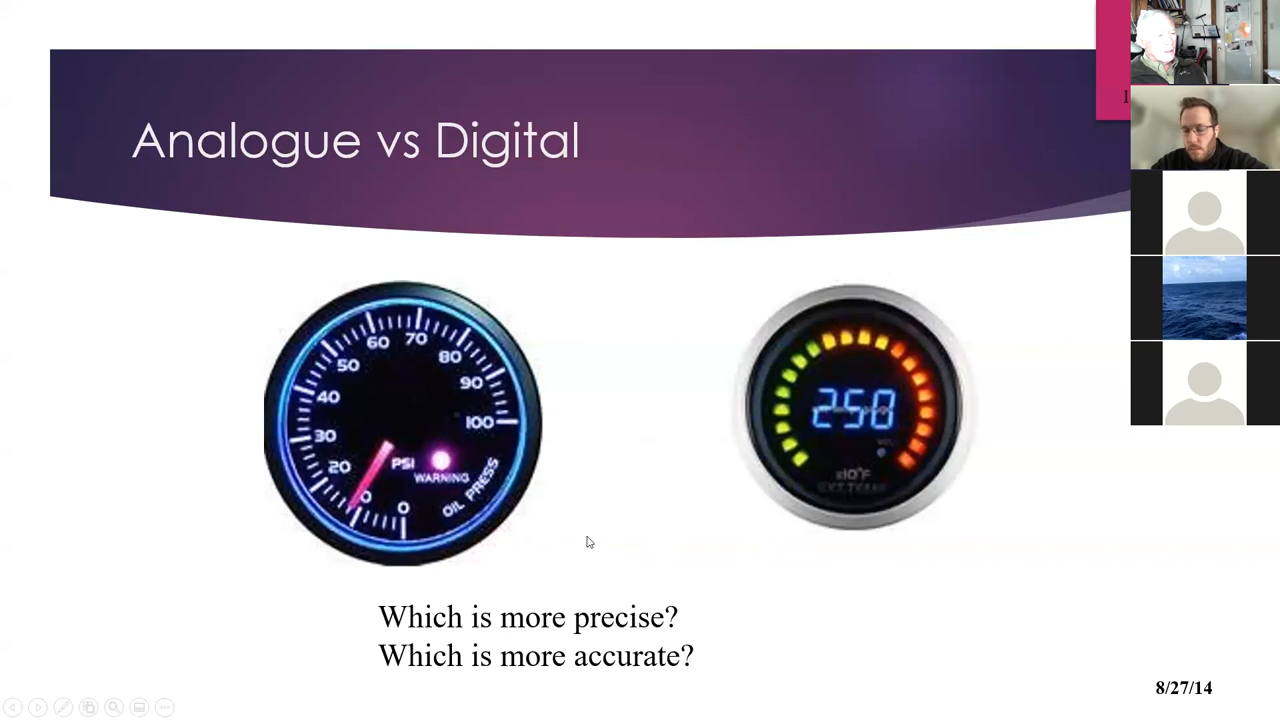 Analogue vs Digital
60
70
50
80
40
90
30
100
20
PSI
WARNING
0
0
OIL PRESS
250
x10°F
Which is more precise?
Which is more accurate?
8/27/14